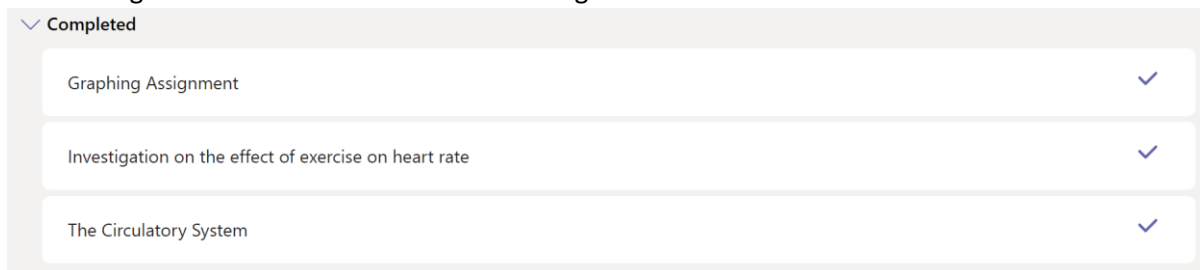 Completed
Graphing Assignment
Investigation on the effect of exercise on heart rate
The Circulatory System